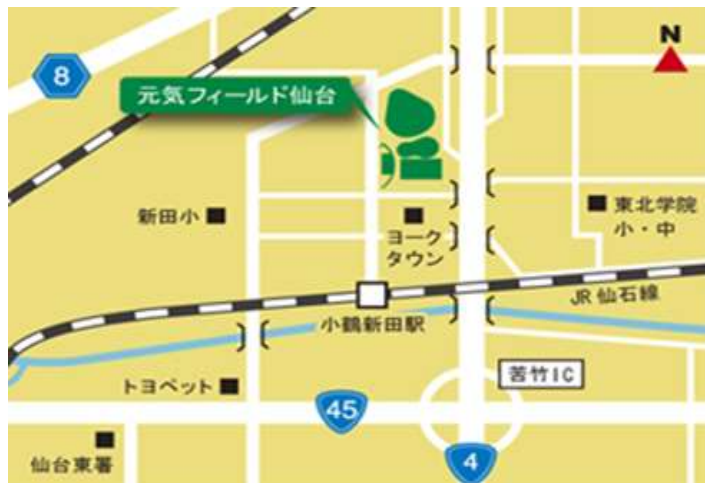 N
8
元気フィールド仙台
新田小
ヨーク
タウン
東北学院
小・中
JR 仙石線
小鶴新田駅
苦竹IC
トヨペット
45
4
仙台東署